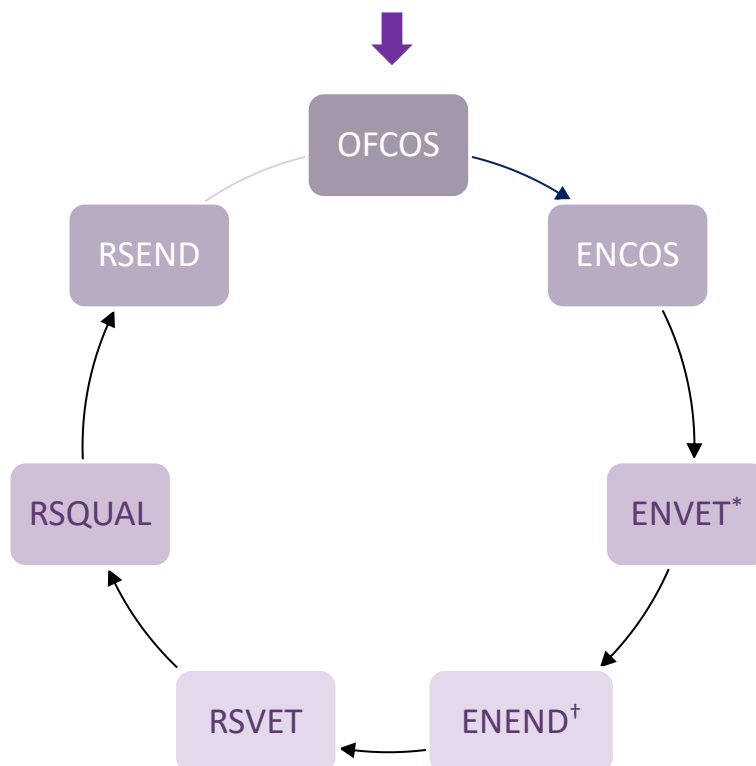 OFCOS
RSEND
ENCOS
RSQUAL
ENVET*
RSVET
ENEND†